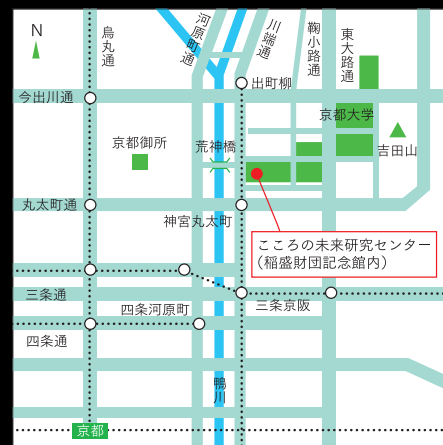 N
烏丸通
河原町通
川端通
鞠小路通
東大路通
出町柳
今出川通
京都大学
京都御所
荒神橋
吉田山
丸太町通
神宮丸太町
こころの未来研究センター
（稲盛財団記念館内）
三条通
四条河原町
三条京阪
四条通
鴨川
京都